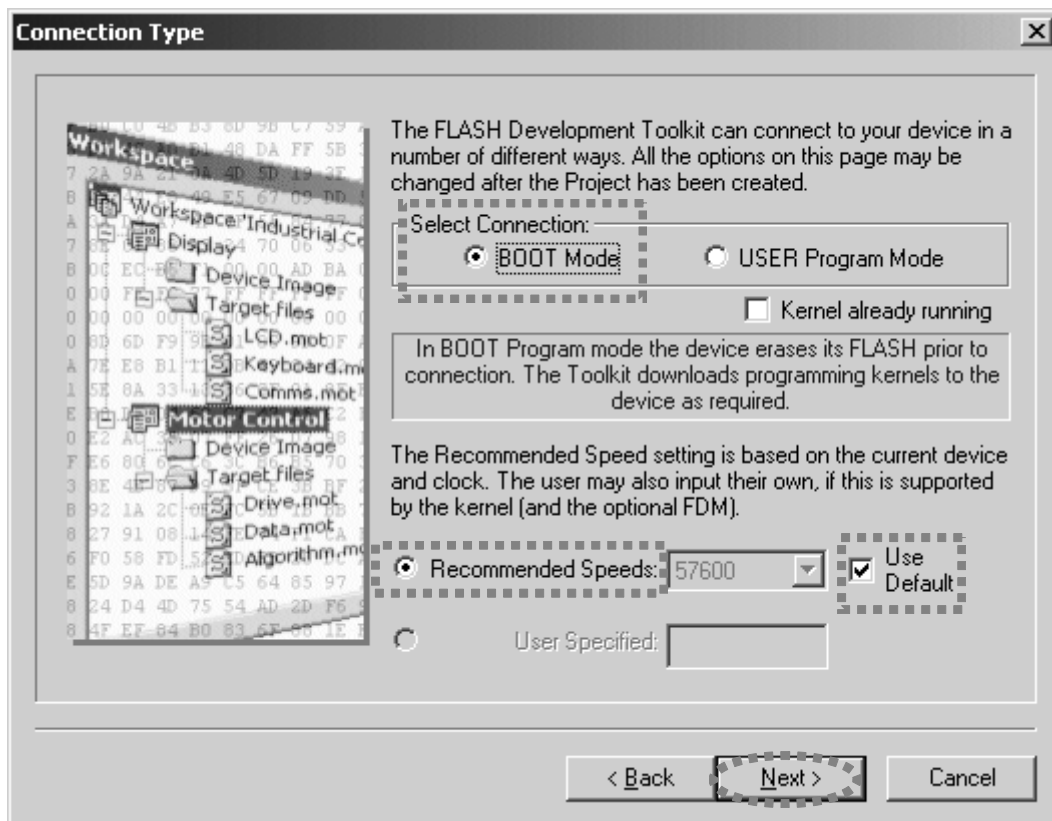 Connection Type
Workspace
Workspace 'Industrial Co
Display
Device Image
Target files
LCD.mot
Keyboard.mo
Comms.mot
Motor Control
Device Image
Target files
Drive.mot
Data.mot
Algorithm.mo
The FLASH Development Toolkit can connect to your device in a
number of different ways. All the options on this page may be
changed after the Project has been created.
Select Connection:
BOOT Mode
USER Program Mode
Kernel already running
In BOOT Program mode the device erases its FLASH prior to
connection. The Toolkit downloads programming kernels to the
device as required.
The Recommended Speed setting is based on the current device
and clock. The user may also input their own, if this is supported
by the kernel (and the optional FDM).
Recommended Speeds:
57600
Use
Default
User Specified:
< Back
Next >
Cancel